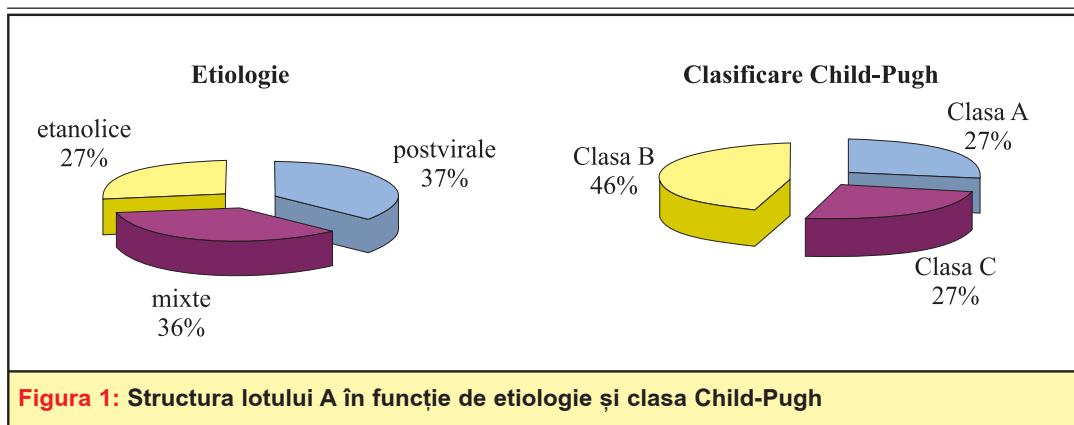 Etiologie
etanolice
27%
postvirale
37%
mixte
36%
Clasificare Child-Pugh
Clasa A
27%
Clasa B
46%
Clasa C
27%
Figura 1: Structura lotului A în funcție de etiologie și clasa Child-Pugh